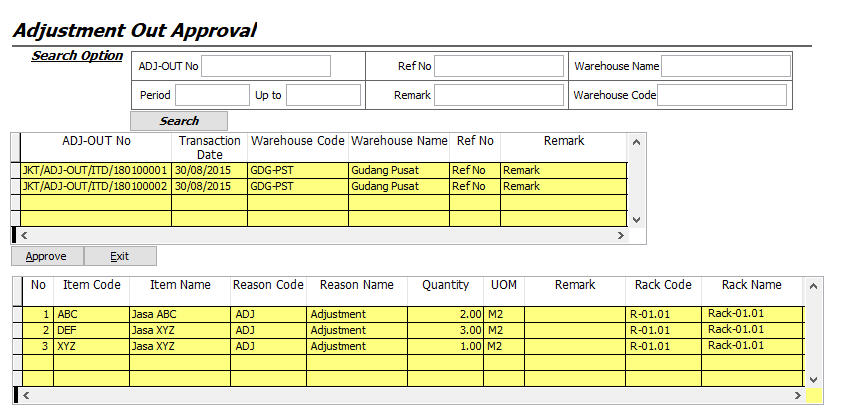 Adjustment Out Approval
Search Option
ADJ-OUT No Ref No Warehouse Name
Period Up to Remark Warehouse Code
Search
ADJ-OUT No Transaction Date Warehouse Code Warehouse Name Ref No Remark
JKT/ADJ-OUT/ITD/180100001 30/08/2015 GDG-PST Gudang Pusat Ref No Remark
JKT/ADJ-OUT/ITD/180100002 30/08/2015 GDG-PST Gudang Pusat Ref No Remark
Approve Exit
No Item Code Item Name Reason Code Reason Name Quantity UOM Remark Rack Code Rack Name
1 ABC Jasa ABC ADJ Adjustment 2.00 M2 R-01.01 Rack-01.01
2 DEF Jasa XYZ ADJ Adjustment 3.00 M2 R-01.01 Rack-01.01
3 XYZ Jasa XYZ ADJ Adjustment 1.00 M2 R-01.01 Rack-01.01